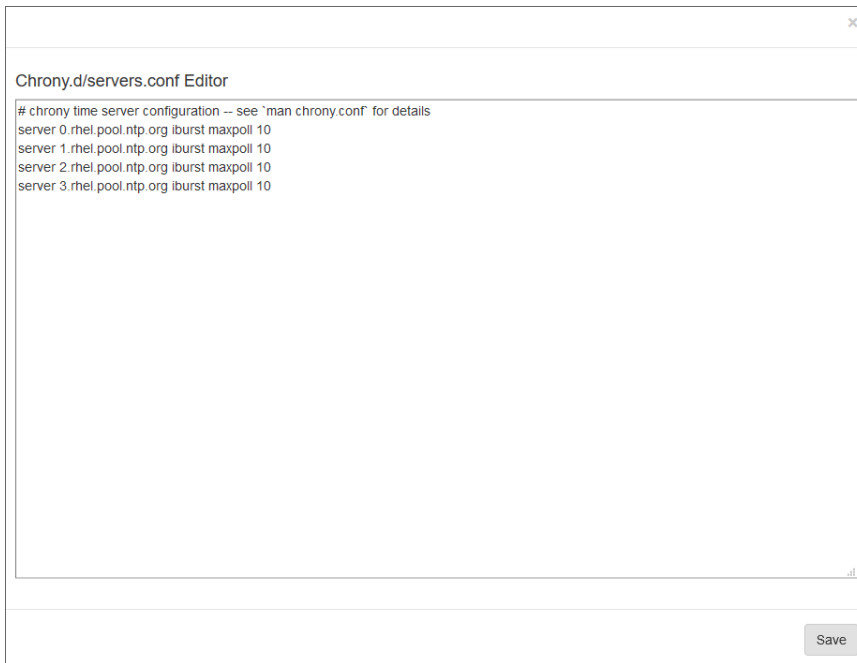 ×
Chrony.d/servers.conf Editor
# chrony time server configuration -- see `man chrony.conf` for details
server 0.rhel.pool.ntp.org iburst maxpoll 10
server 1.rhel.pool.ntp.org iburst maxpoll 10
server 2.rhel.pool.ntp.org iburst maxpoll 10
server 3.rhel.pool.ntp.org iburst maxpoll 10
Save